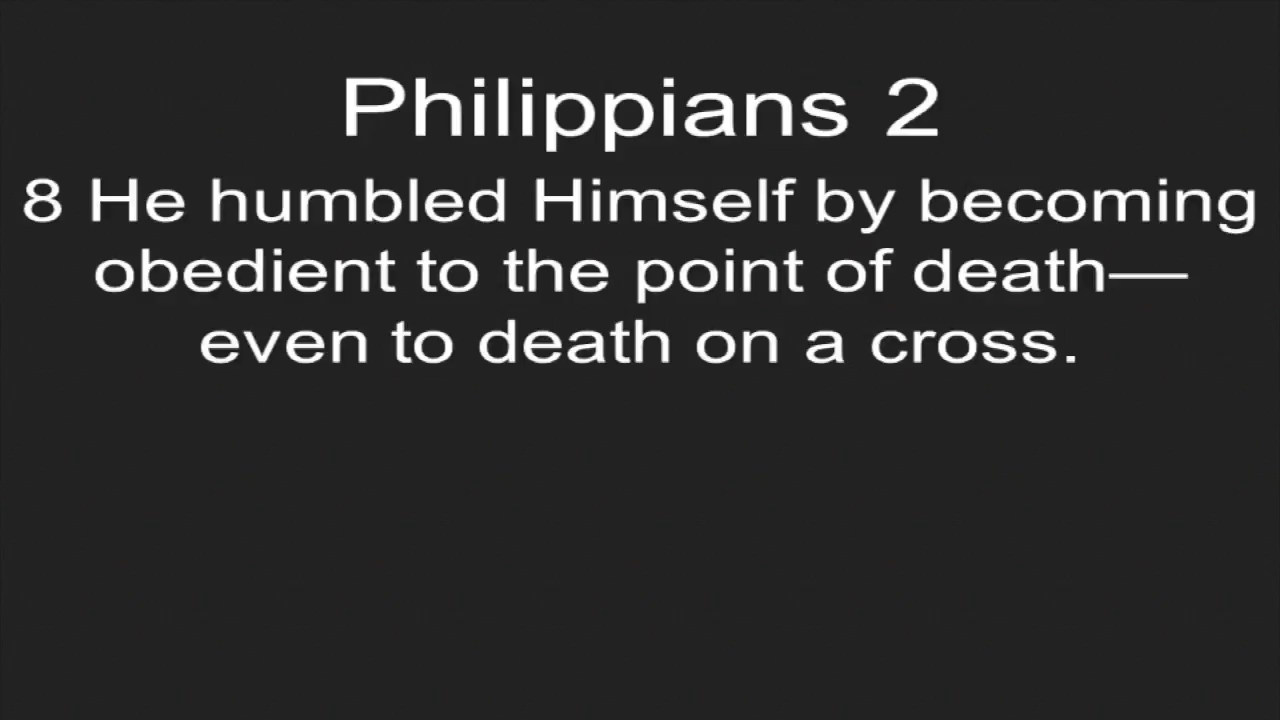 Philippians 2
8 He humbled Himself by becoming
obedient to the point of death—
even to death on a cross.